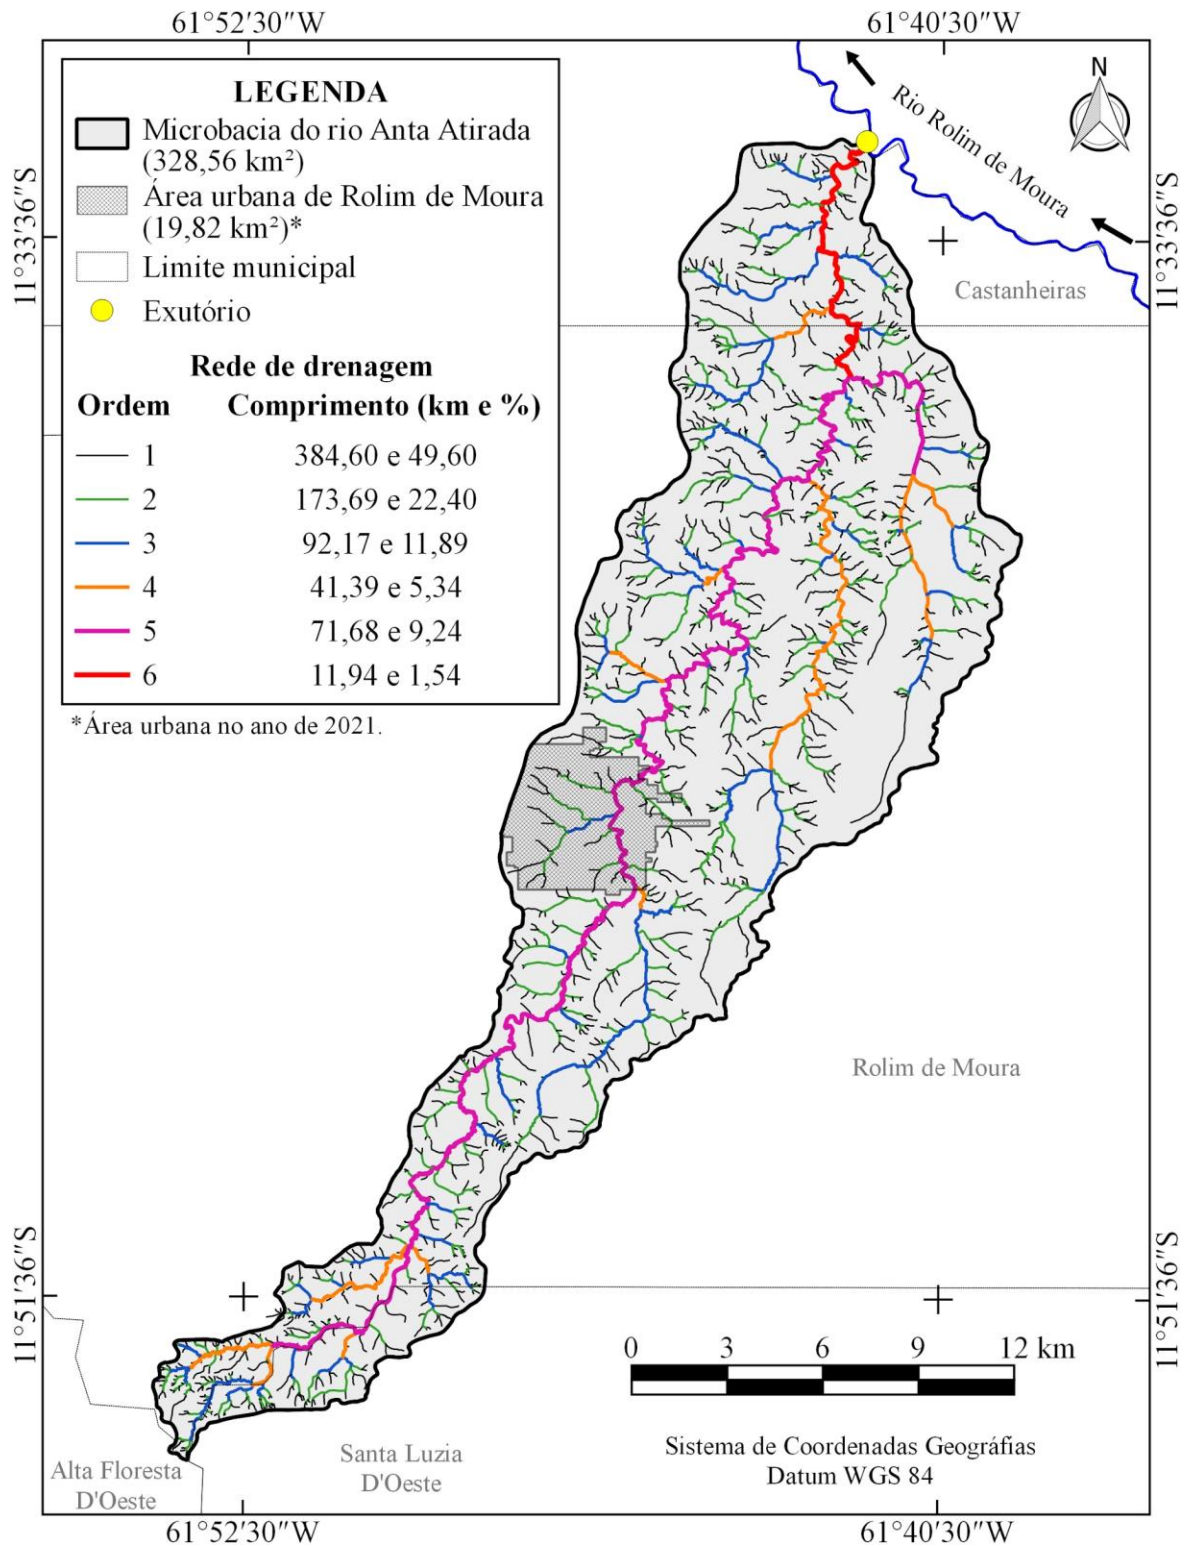 61°52'30"W
61°40'30"W
LEGENDA
Microbacia do rio Anta Atirada
(328,56 km²)
Área urbana de Rolim de Moura
(19,82 km²)*
Limite municipal
Exutório
Rede de drenagem
Ordem Comprimento (km e %)
1 384,60 e 49,60
2 173,69 e 22,40
3 92,17 e 11,89
4 41,39 e 5,34
5 71,68 e 9,24
6 11,94 e 1,54
*Área urbana no ano de 2021.
N
Rio Rolim de Moura
11°33'36"S
11°33'36"S
Castanheiras
Rolim de Moura
11°51'36"S
11°51'36"S
0 3 6 9 12 km
Sistema de Coordenadas Geográfias
Datum WGS 84
Santa Luzia
D'Oeste
Alta Floresta
D'Oeste
61°52'30"W
61°40'30"W